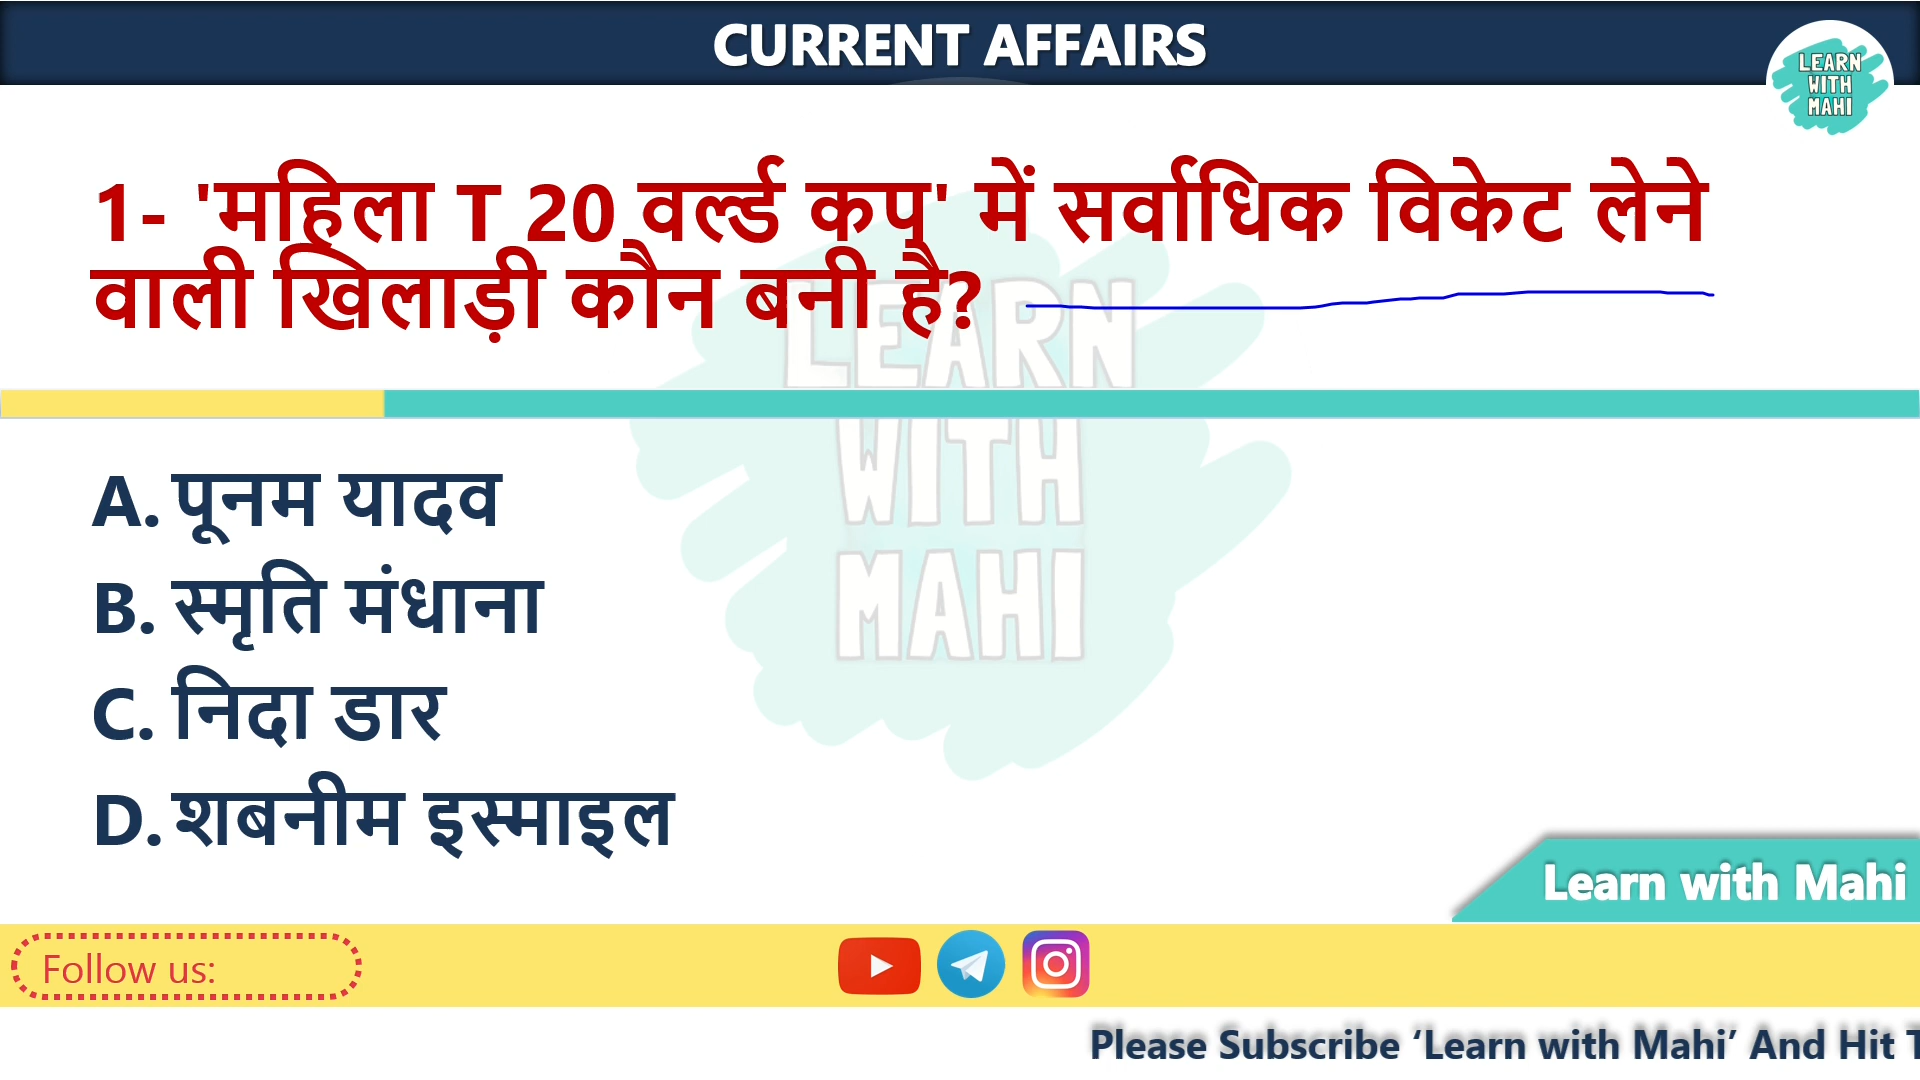 CURRENT AFFAIRS
LEARN
WITH
MAHI
1- 'महिला T 20 वर्ल्ड कप' में सर्वाधिक विकेट लेने
वाली खिलाड़ी कौन बनी है?
LEARN
WITH
MAHI
A. पूनम यादव
B. स्मृति मंधाना
C. निदा डार
D. शबनीम इस्माइल
Learn with Mahi
Follow us:
Please Subscribe ‘Learn with Mahi’ And Hit T